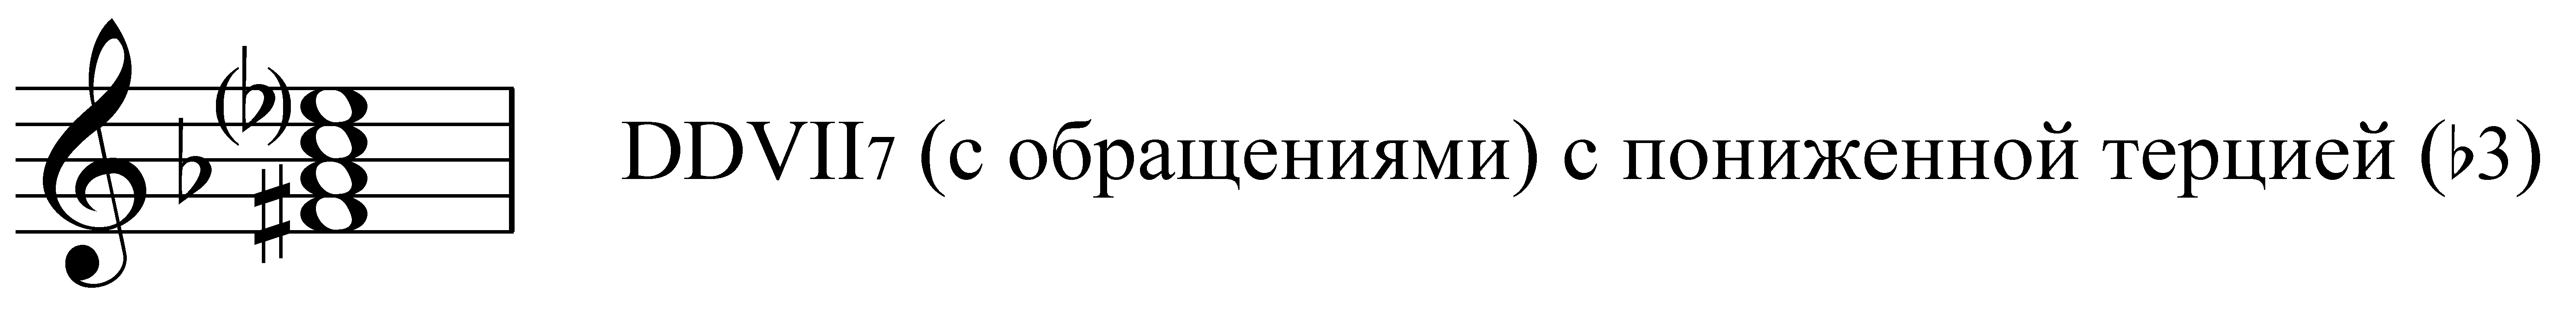 DDVII7 (с обращениями) с пониженной терцией (♭3)